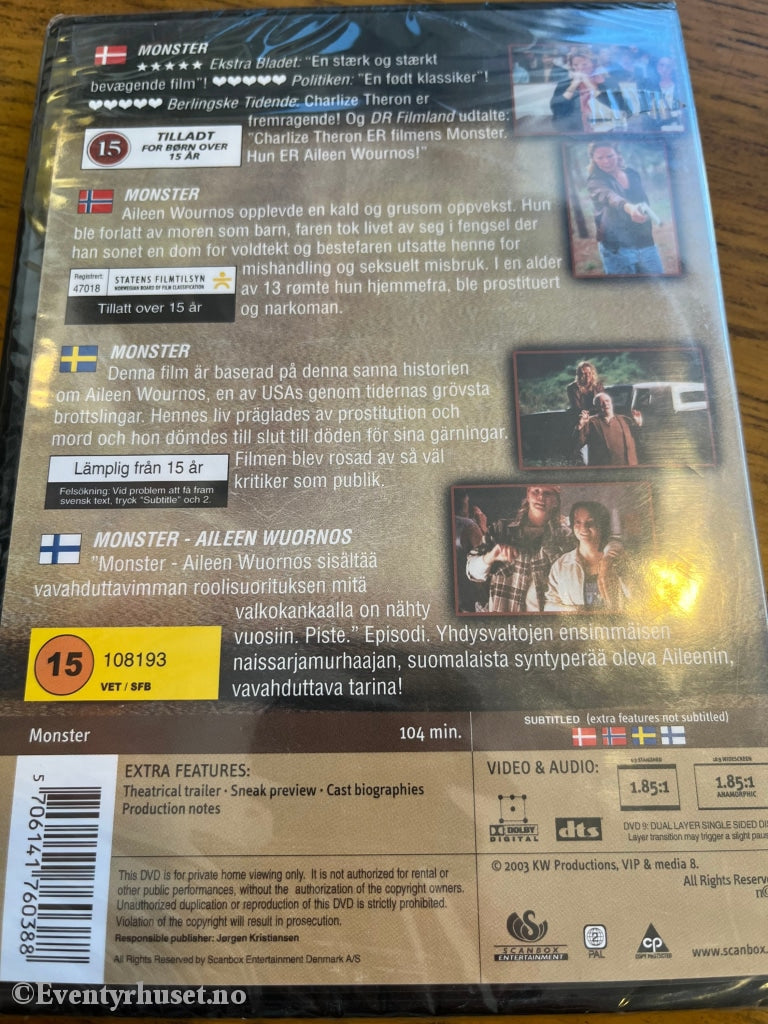 MONSTER
★★★★★ Ekstra Bladet: "En stærk og stærkt
bevægende film"! ♥♥♥♥♥ Politiken: "En født klassiker"!
♥♥♥♥♥ Berlingske Tidende: Charlize Theron er
fremragende! Og DR Filmland udtalte:
"Charlize Theron ER filmens Monster.
Hun ER Aileen Wournos!"
15 TILLADT
FOR BØRN OVER
15 ÅR
MONSTER
Aileen Wournos opplevde en kald og grusom oppvekst. Hun
ble forlatt av moren som barn, faren tok livet av seg i fengsel der
han sonet en dom for voldtekt og bestefaren utsatte henne for
mishandling og seksuelt misbruk. I en alder
av 13 rømte hun hjemmefra, ble prostituert
og narkoman.
Registrert:
47018
STATENS FILMTILSYN
NORWEGIAN BOARD OF FILM CLASSIFICATION
Tillatt over 15 år
MONSTER
Denna film är baserad på denna sanna historien
om Aileen Wournos, en av USAs genom tidernas grövsta
brottslingar. Hennes liv präglades av prostitution och
mord och hon dömdes till slut till döden för sina gärningar.
Filmen blev rosad av så väl
kritiker som publik.
Lämplig från 15 år
Felsökning: Vid problem att få fram
svensk text, tryck "Subtitle" och 2.
MONSTER - AILEEN WUORNOS
"Monster - Aileen Wuornos sisältää
vavahduttavimman roolisuorituksen mitä
valkokankaalla on nähty
vuosiin. Piste." Episodi. Yhdysvaltojen ensimmäisen
naissarjamurhaajan, suomalaista syntyperää oleva Aileenin,
vavahduttava tarina!
15 108193
VET / SFB
Monster 104 min.
SUBTITLED (extra features not subtitled)
EXTRA FEATURES:
Theatrical trailer · Sneak preview · Cast biographies
Production notes
VIDEO & AUDIO:
4:3 STANDARD
1.85:1
16:9 WIDESCREEN
1.85:1
ANAMORPHIC
DOLBY
DIGITAL
dts
DVD 9: DUAL LAYER SINGLE SIDED
Layer transition may trigger a slight
5 706141 760388
This DVD is for private home viewing only. It is not authorized for rental or
other public performances, without the authorization of the copyright owners.
Unauthorized duplication or reproduction of this DVD is strictly prohibited.
Violation of the copyright will result in prosecution.
Responsible publisher: Jørgen Kristiansen
All Rights Reserved by Scanbox Entertainment Denmark A/S
© 2003 KW Productions, VIP & media 8.
All Rights
SCANBOX
ENTERTAINMENT
2
PAL
CP
COPY PROTECTED
www.scanbox.
©Eventyrhuset.no